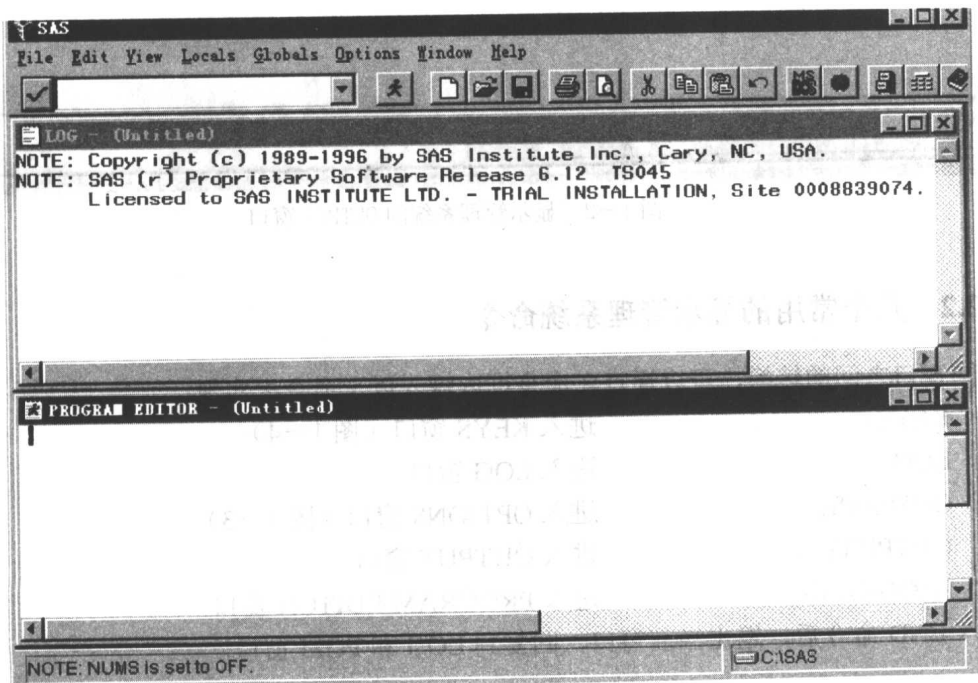 SAS
File Edit View Locals Globals Options Window Help
MS DOS
LOG - (Untitled)
NOTE: Copyright (c) 1989-1996 by SAS Institute Inc., Cary, NC, USA.
NOTE: SAS (r) Proprietary Software Release 6.12 TS045
Licensed to SAS INSTITUTE LTD. - TRIAL INSTALLATION, Site 0008839074.
PROGRAM EDITOR - (Untitled)
NOTE: NUMS is set to OFF.
C:\SAS